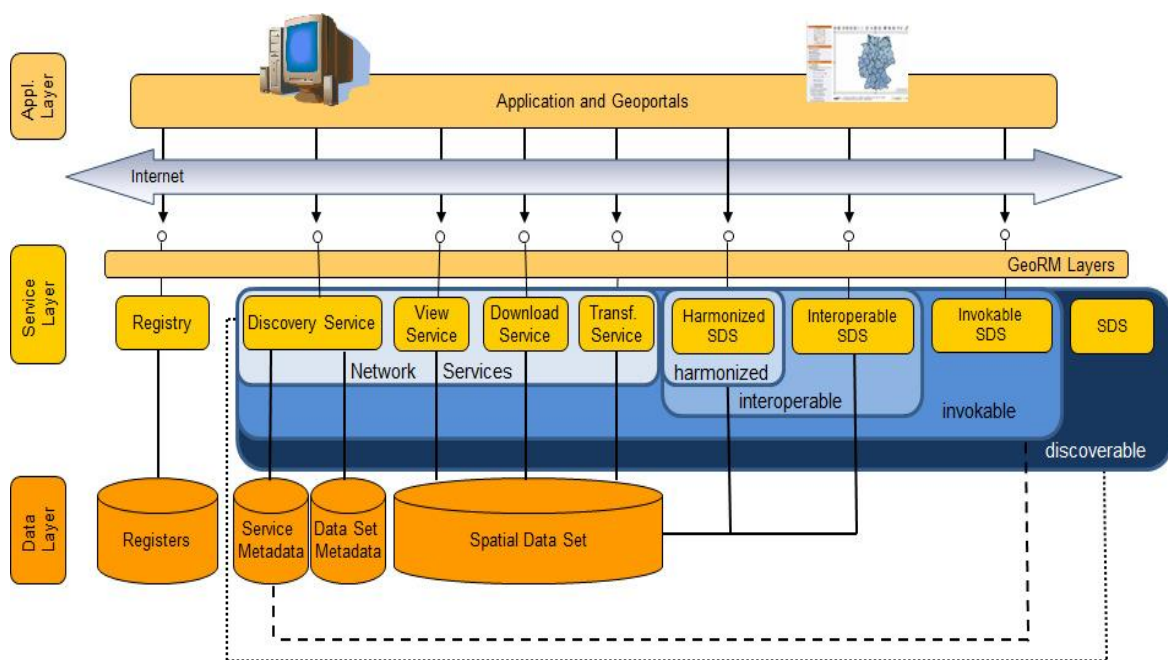 Appl.
Layer
Application and Geoportals
Internet
GeoRM Layers
Service
Layer
Registry
Discovery Service
View
Service
Download
Service
Transf.
Service
Harmonized
SDS
Interoperable
SDS
Invokable
SDS
SDS
Network Services
harmonized
interoperable
invokable
discoverable
Data
Layer
Registers
Service
Metadata
Data Set
Metadata
Spatial Data Set